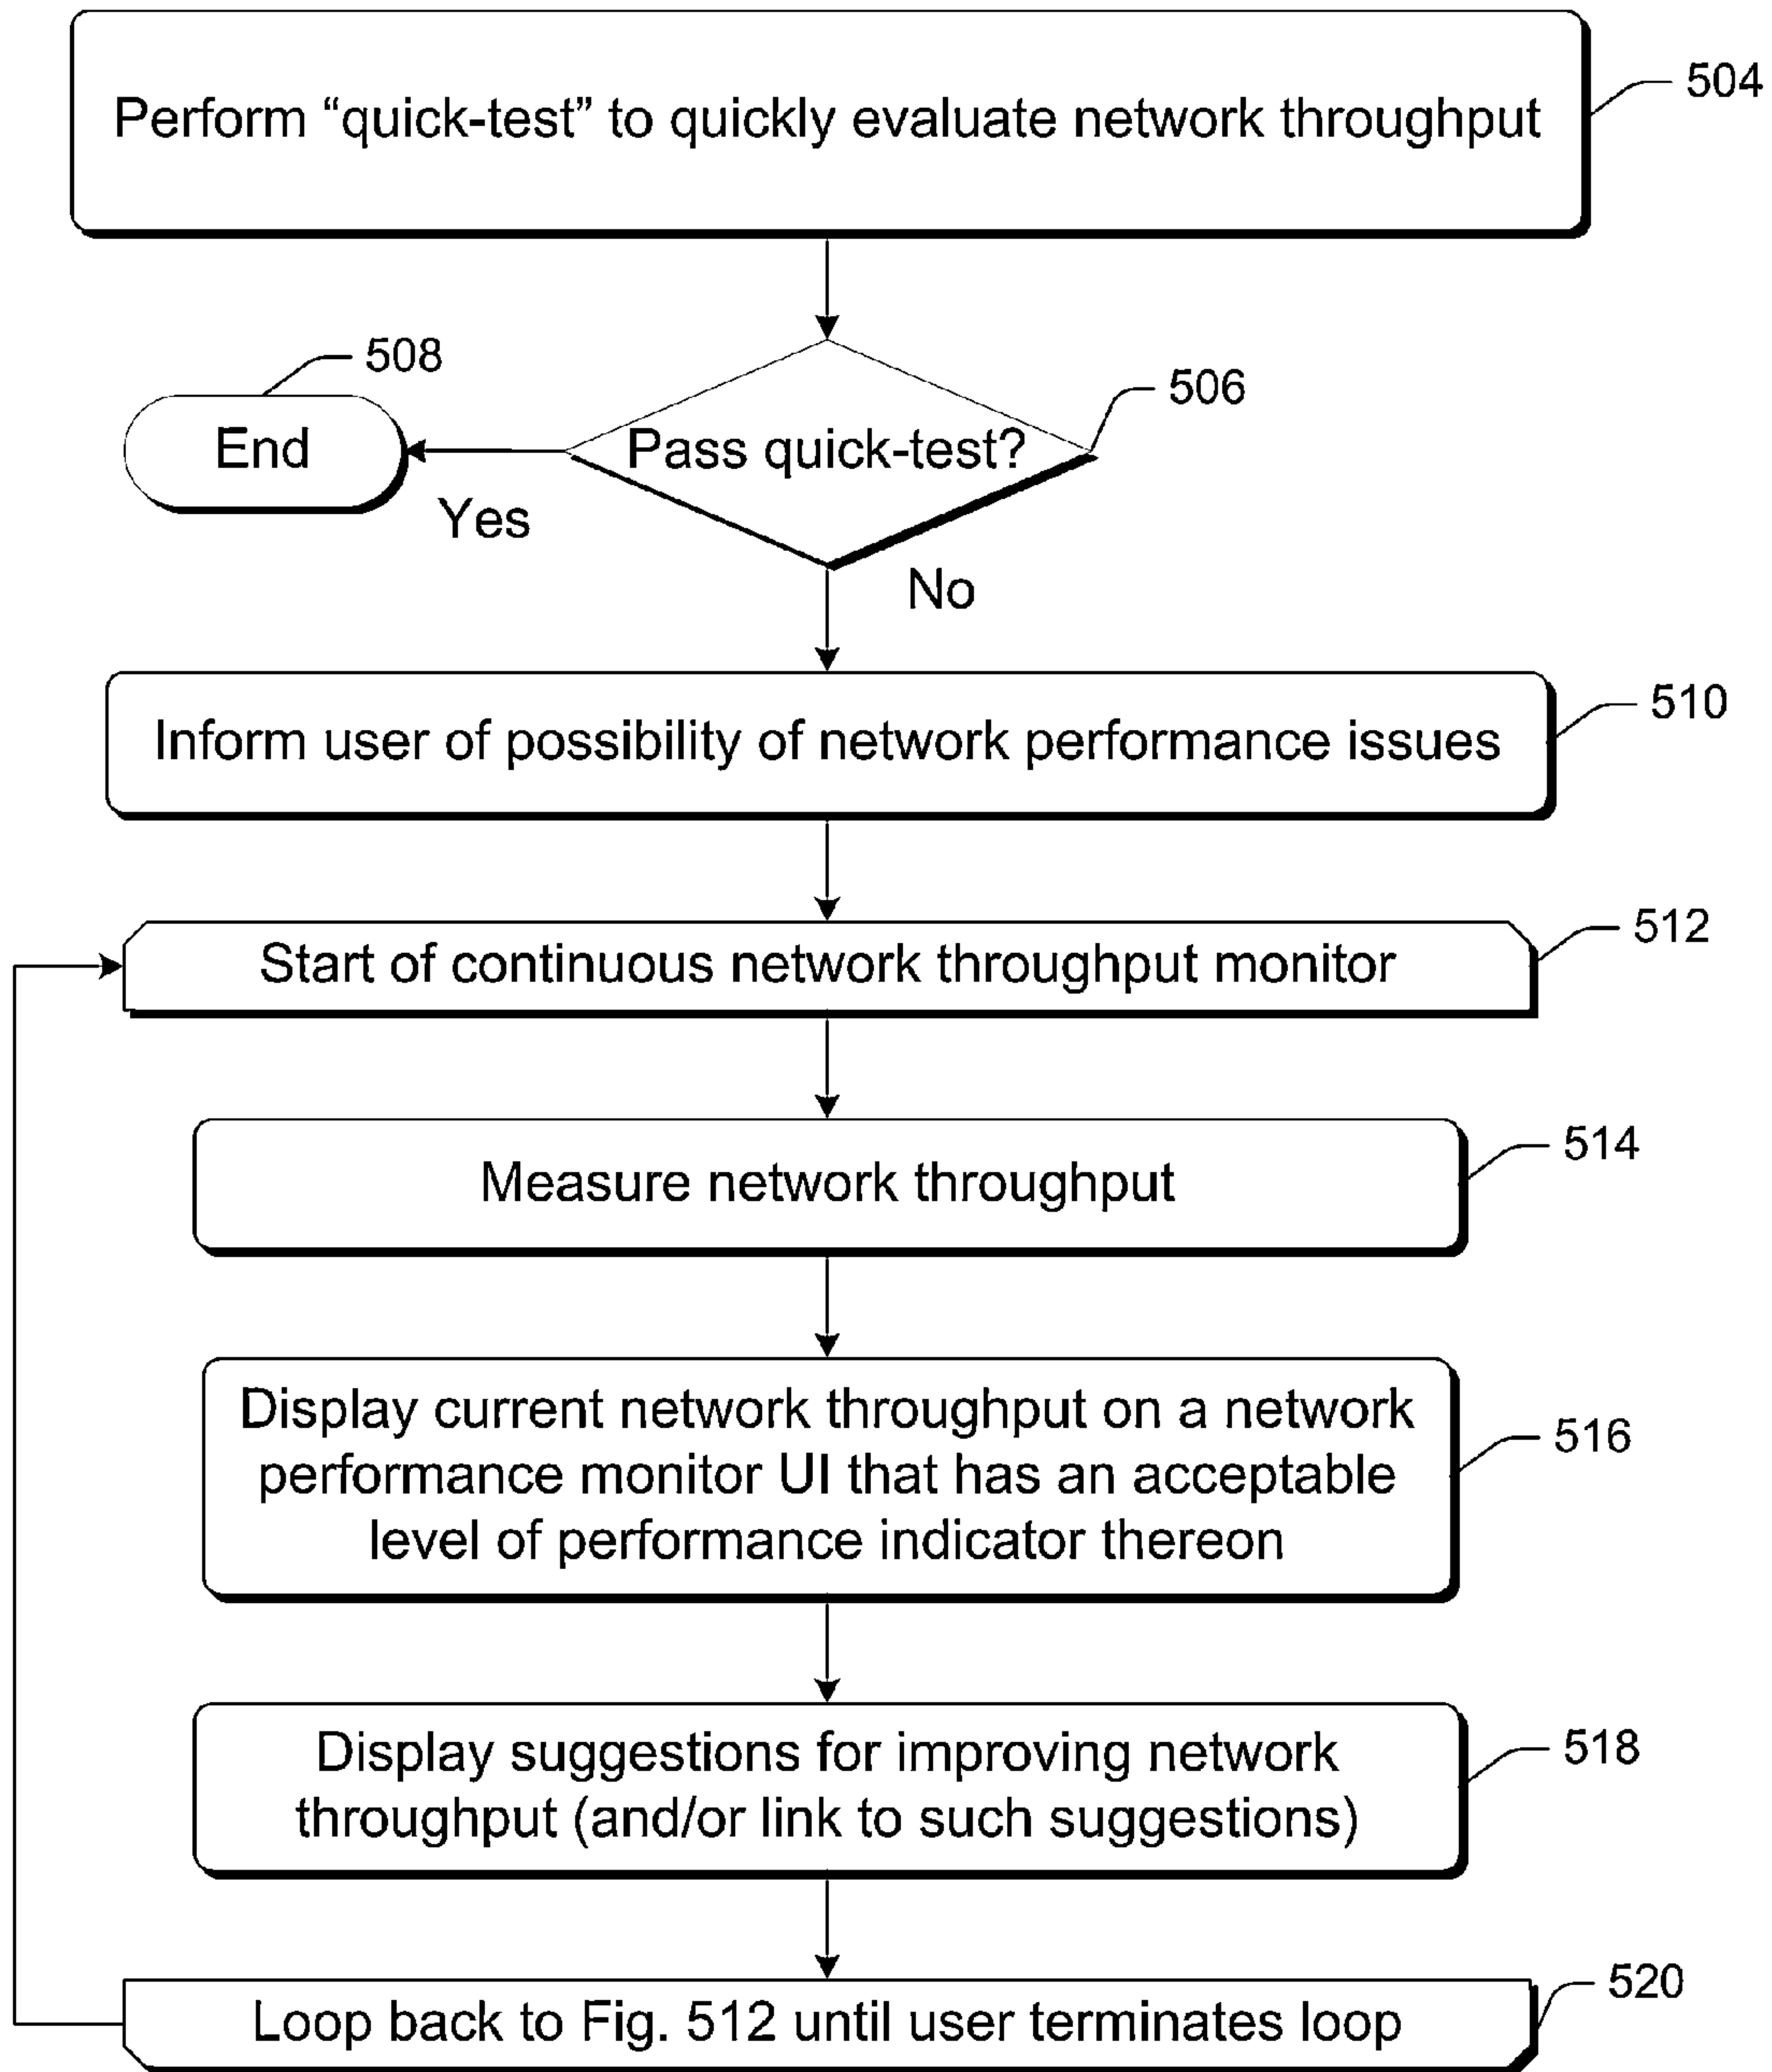 Perform “quick-test” to quickly evaluate network throughput
504
508
506
End
Pass quick-test?
Yes
No
Inform user of possibility of network performance issues
510
Start of continuous network throughput monitor
512
Measure network throughput
514
Display current network throughput on a network
performance monitor UI that has an acceptable
level of performance indicator thereon
516
Display suggestions for improving network
throughput (and/or link to such suggestions)
518
Loop back to Fig. 512 until user terminates loop
520